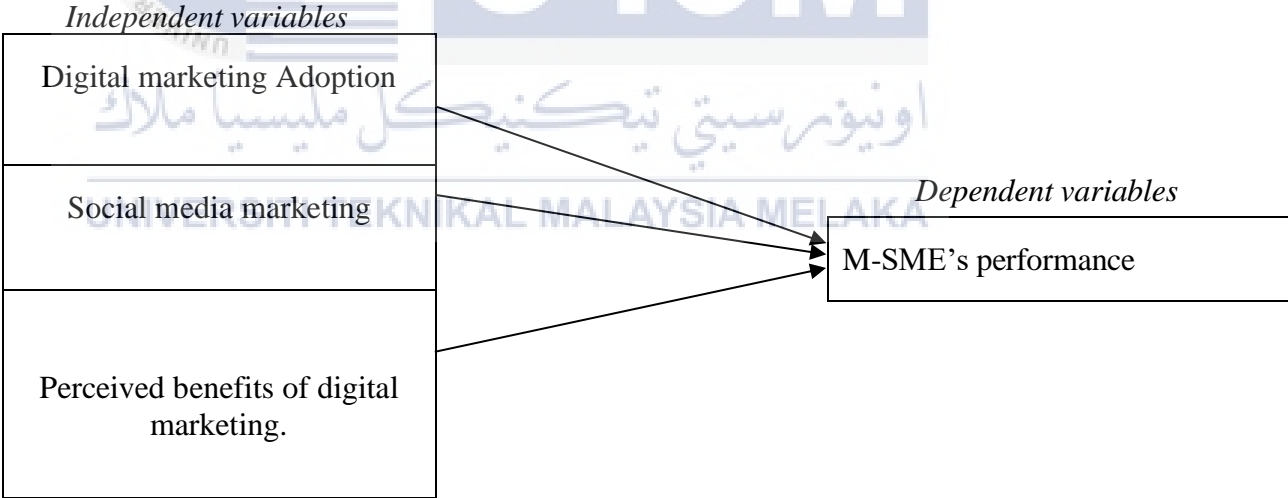 Independent variables
Digital marketing Adoption
اونيۏرسيتي تيكنيكل مليسيا ملاك
Social media marketing
UNIVERSITI TEKNIKAL MALAYSIA MELAKA
Dependent variables
M-SME’s performance
Perceived benefits of digital
marketing.